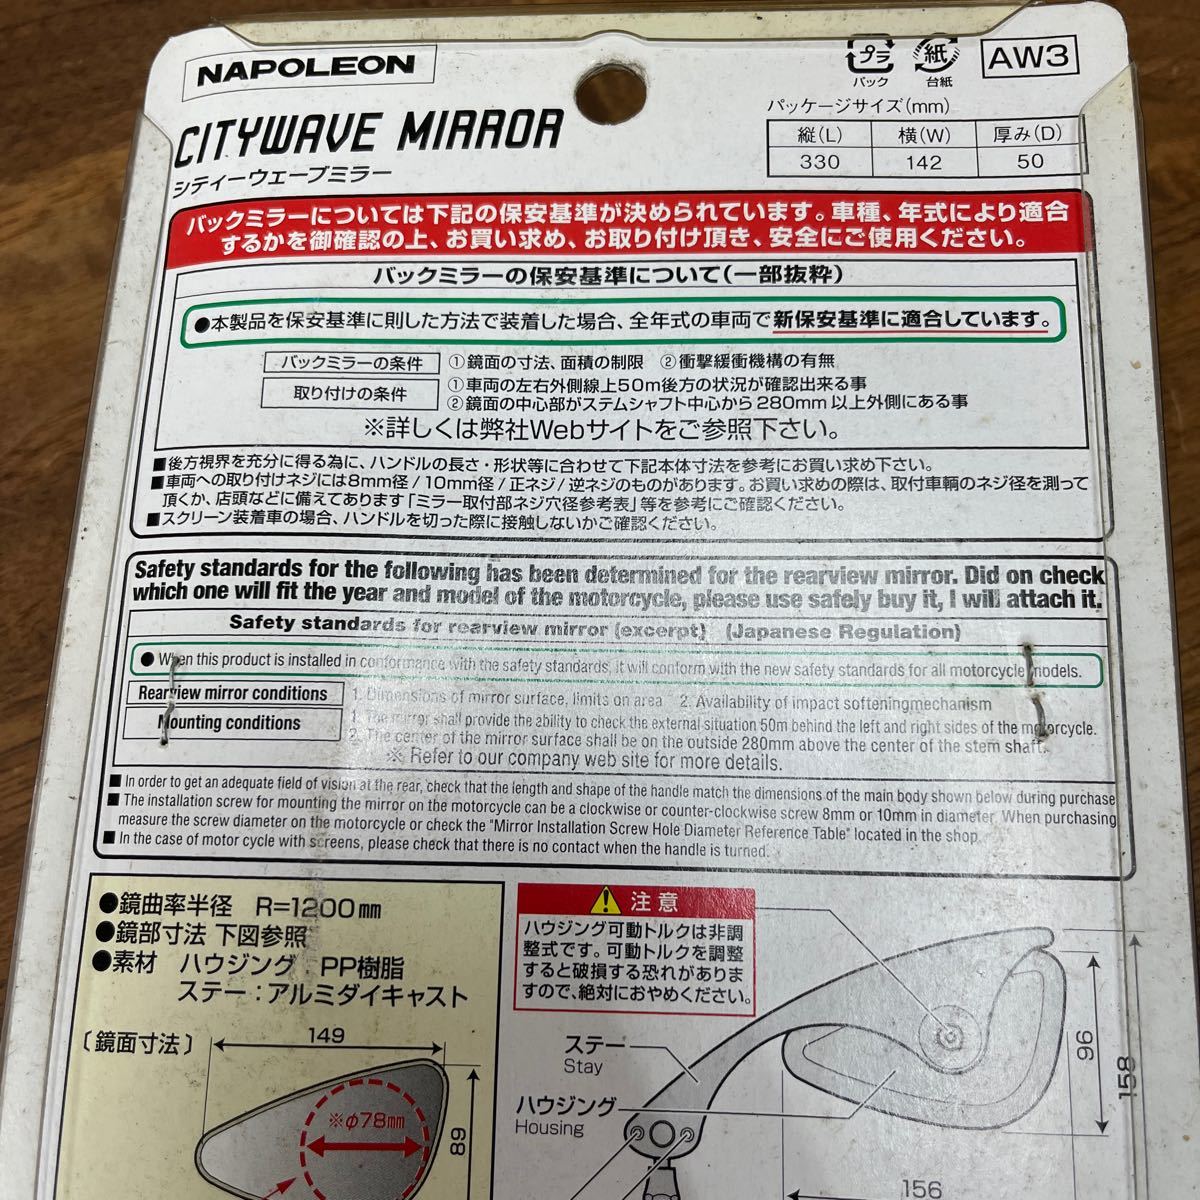 NAPOLEON
CITYWAVE MIRROR
シティーウェーブミラー
プラ
パック
紙
台紙
AW3
パッケージサイズ(mm)
縦(L) 横(W) 厚み(D)
330 142 50
バックミラーについては下記の保安基準が決められています。車種、年式により適合
するかを御確認の上、お買い求め、お取り付け頂き、安全にご使用ください。
バックミラーの保安基準について(一部抜粋)
●本製品を保安基準に則した方法で装着した場合、全年式の車両で新保安基準に適合しています。
バックミラーの条件 ①鏡面の寸法、面積の制限 ②衝撃緩衝機構の有無
取り付けの条件 ①車両の左右外側線上50m後方の状況が確認出来る事
②鏡面の中心部がステムシャフト中心から280mm以上外側にある事
※詳しくは弊社Webサイトをご参照下さい。
■後方視界を充分に得る為に、ハンドルの長さ・形状等に合わせて下記本体寸法を参考にお買い求め下さい。
■車両への取り付けネジには8mm径/10mm径/正ネジ/逆ネジのものがあります。お買い求めの際は、取付車輌のネジ径を測って
頂くか、店頭などに備えてあります「ミラー取付部ネジ穴径参考表」等を参考にご確認ください。
■スクリーン装着車の場合、ハンドルを切った際に接触しないかご確認ください。
Safety standards for the following has been determined for the rearview mirror. Did on check
which one will fit the year and model of the motorcycle, please use safely buy it, I will attach it.
Safety standards for rearview mirror (excerpt) (Japanese Regulation)
● When this product is installed in conformance with the safety standards, it will conform with the new safety standards for all motorcycle models.
Rearview mirror conditions 1. Dimensions of mirror surface, limits on area 2. Availability of impact softeningmechanism
Mounting conditions 1. The mirror shall provide the ability to check the external situation 50m behind the left and right sides of the motorcycle.
2. The center of the mirror surface shall be on the outside 280mm above the center of the stem shaft.
※ Refer to our company web site for more details.
■ In order to get an adequate field of vision at the rear, check that the length and shape of the handle match the dimensions of the main body shown below during purchase
■ The installation screw for mounting the mirror on the motorcycle can be a clockwise or counter-clockwise screw 8mm or 10mm in diameter. When purchasing
measure the screw diameter on the motorcycle or check the "Mirror Installation Screw Hole Diameter Reference Table" located in the shop.
■ In the case of motor cycle with screens, please check that there is no contact when the handle is turned.
●鏡曲率半径 R=1200mm
●鏡部寸法 下図参照
●素材 ハウジング:PP樹脂
ステー:アルミダイキャスト
〔鏡面寸法〕
149
※φ78mm
89
注意
ハウジング可動トルクは非調
整式です。可動トルクを調整
すると破損する恐れがありま
すので、絶対におやめください。
ステー
Stay
ハウジング
Housing
96
158
156